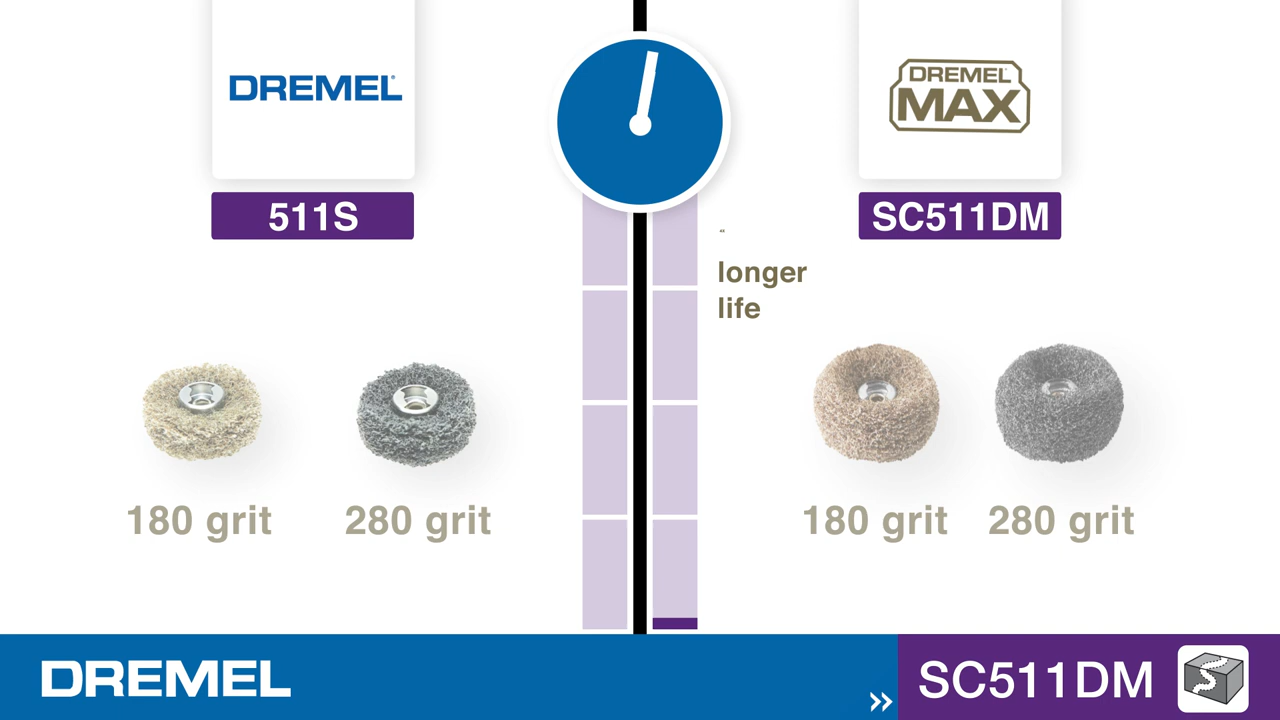 DREMEL
DREMEL
MAX
511S
SC511DM
longer
life
180 grit
280 grit
180 grit
280 grit
DREMEL
SC511DM